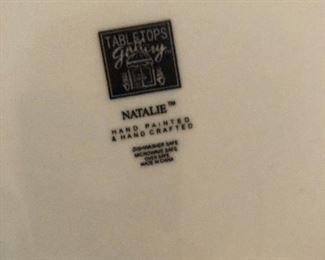 TABLETOPS
gallery
NATALIE™
HAND PAINTED
& HAND CRAFTED
DISHWASHER SAFE
MICROWAVE SAFE
OVEN SAFE
MADE IN CHINA